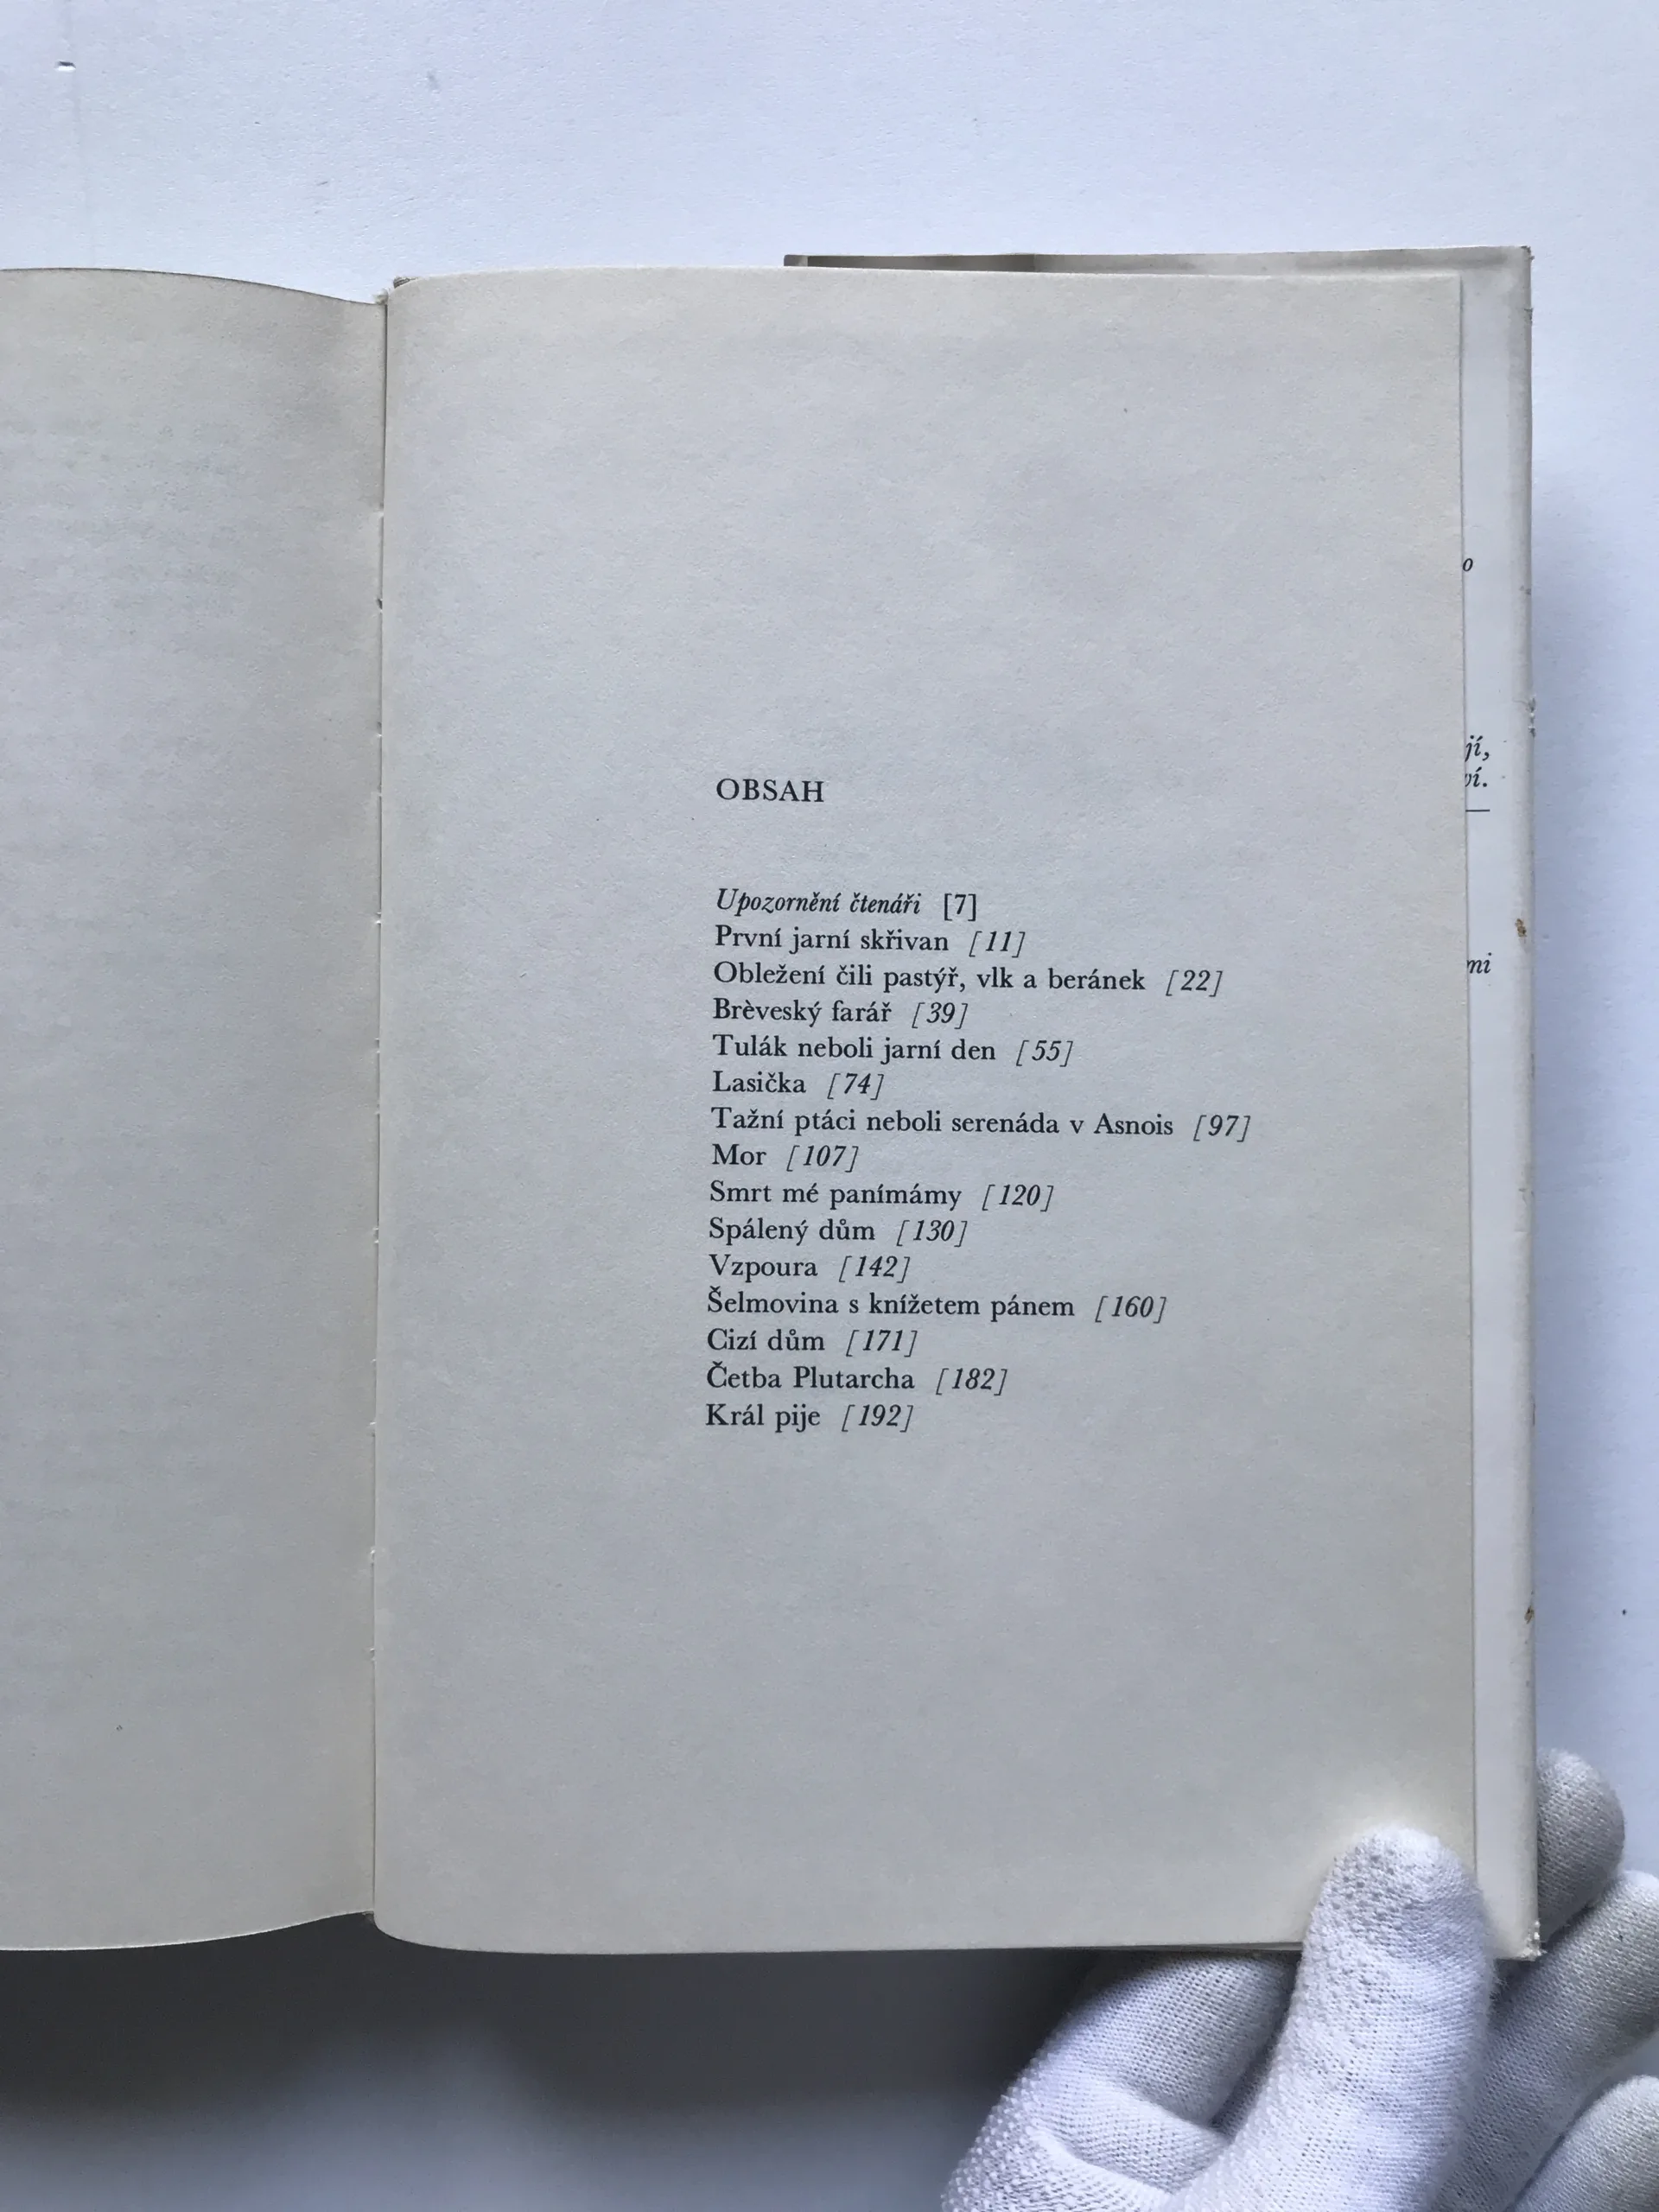 OBSAH
Upozornění čtenáři [7]
První jarní skřivan [11]
Obležení čili pastýř, vlk a beránek [22]
Brèveský farář [39]
Tulák neboli jarní den [55]
Lasička [74]
Tažní ptáci neboli serenáda v Asnois [97]
Mor [107]
Smrt mé panímámy [120]
Spálený dům [130]
Vzpoura [142]
Šelmovina s knížetem pánem [160]
Cizí dům [171]
Četba Plutarcha [182]
Král pije [192]